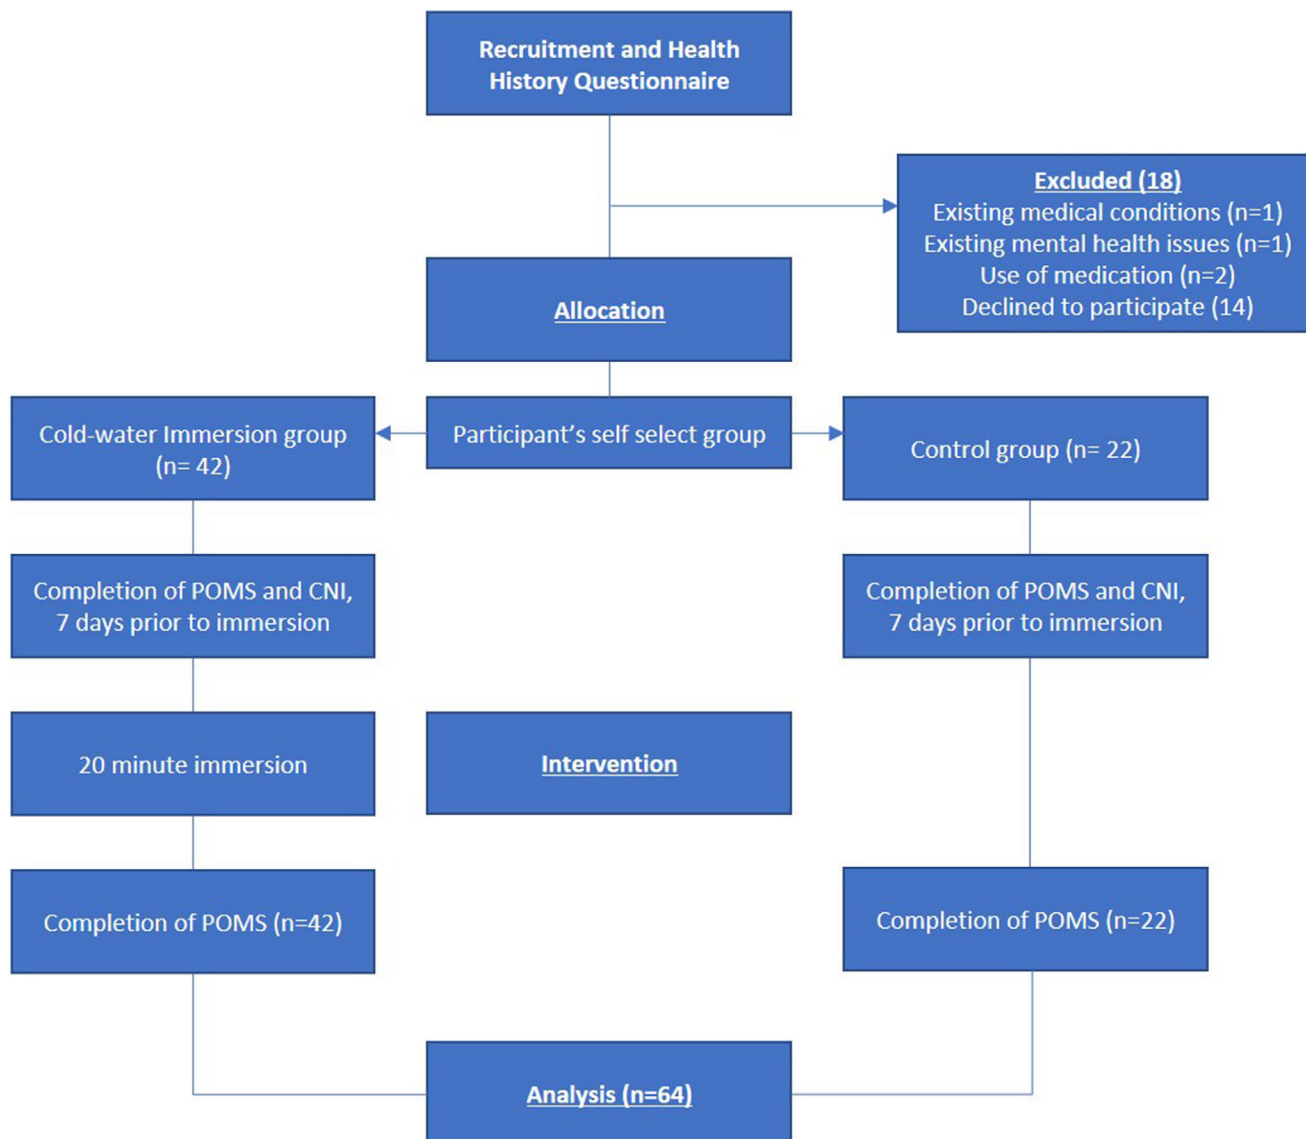 Recruitment and Health
History Questionnaire
Excluded (18)
Existing medical conditions (n=1)
Existing mental health issues (n=1)
Use of medication (n=2)
Declined to participate (14)
Allocation
Cold-water Immersion group
(n= 42)
Participant's self select group
Control group (n= 22)
Completion of POMS and CNI,
7 days prior to immersion
Completion of POMS and CNI,
7 days prior to immersion
20 minute immersion
Intervention
Completion of POMS (n=42)
Completion of POMS (n=22)
Analysis (n=64)